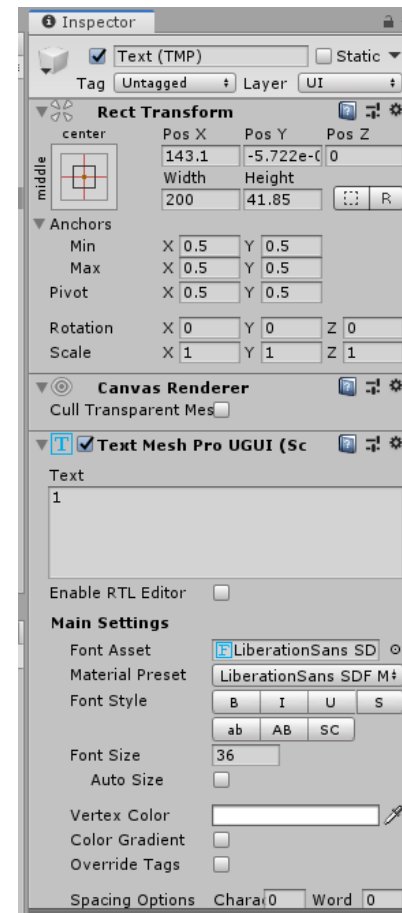 Inspector
Text (TMP) Static
Tag Untagged Layer UI
Rect Transform
center Pos X Pos Y Pos Z
middle 143.1 -5.722e-( 0
Width Height
200 41.85 R
Anchors
Min X 0.5 Y 0.5
Max X 0.5 Y 0.5
Pivot X 0.5 Y 0.5
Rotation X 0 Y 0 Z 0
Scale X 1 Y 1 Z 1
Canvas Renderer
Cull Transparent Mes
T Text Mesh Pro UGUI (Sc
Text
1
Enable RTL Editor
Main Settings
Font Asset F LiberationSans SD
Material Preset LiberationSans SDF M
Font Style B I U S
ab AB SC
Font Size 36
Auto Size
Vertex Color
Color Gradient
Override Tags
Spacing Options Chara 0 Word 0